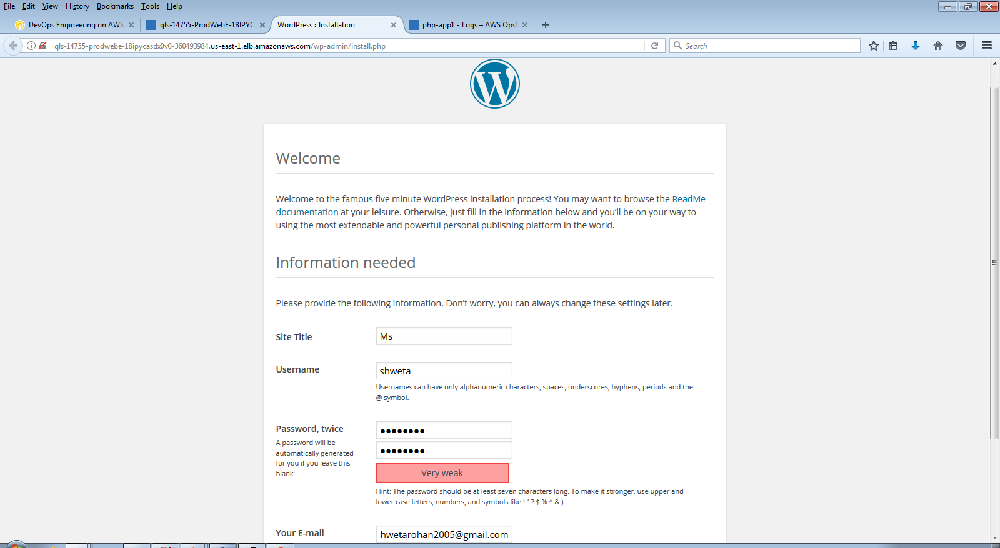 File Edit View History Bookmarks Tools Help
DevOps Engineering on AWS qls-14755-ProdWebE-18IPYC WordPress › Installation php-app1 - Logs – AWS Ops
qls-14755-prodwebe-18ipycasdx0v0-360493984.us-east-1.elb.amazonaws.com/wp-admin/install.php Search
W
Welcome
Welcome to the famous five minute WordPress installation process! You may want to browse the ReadMe
documentation at your leisure. Otherwise, just fill in the information below and you’ll be on your way to
using the most extendable and powerful personal publishing platform in the world.
Information needed
Please provide the following information. Don’t worry, you can always change these settings later.
Site Title Ms
Username shweta
Usernames can have only alphanumeric characters, spaces, underscores, hyphens, periods and the
@ symbol.
Password, twice ●●●●●●●●
A password will be
automatically generated
for you if you leave this
blank.
●●●●●●●●
Very weak
Hint: The password should be at least seven characters long. To make it stronger, use upper and
lower case letters, numbers, and symbols like ! " ? $ % ^ & ).
Your E-mail hwetarohan2005@gmail.com